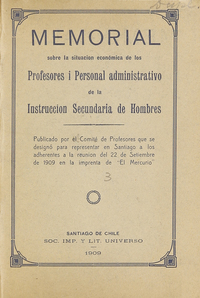 MEMORIAL
sobre la situacion económica de los
Profesores i Personal administrativo
de la
Instruccion Secundaria de Hombres
Publicado por el Comité de Profesores que se
designó para representar en Santiago a los
adherentes a la reunion del 22 de Setiembre
de 1909 en la imprenta de "El Mercurio"
3
SANTIAGO DE CHILE
SOC. IMP. Y LIT. UNIVERSO
1909